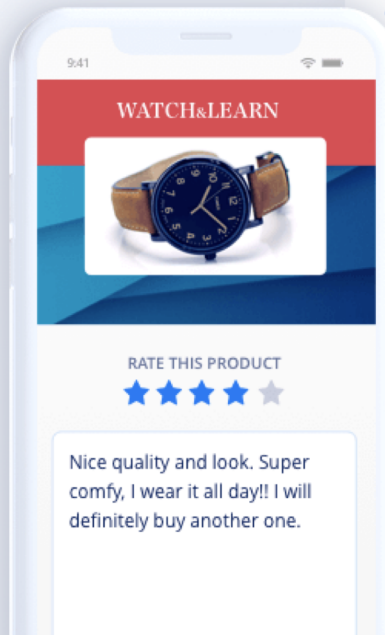 9:41
WATCH&LEARN
RATE THIS PRODUCT
Nice quality and look. Super
comfy, I wear it all day!! I will
definitely buy another one.